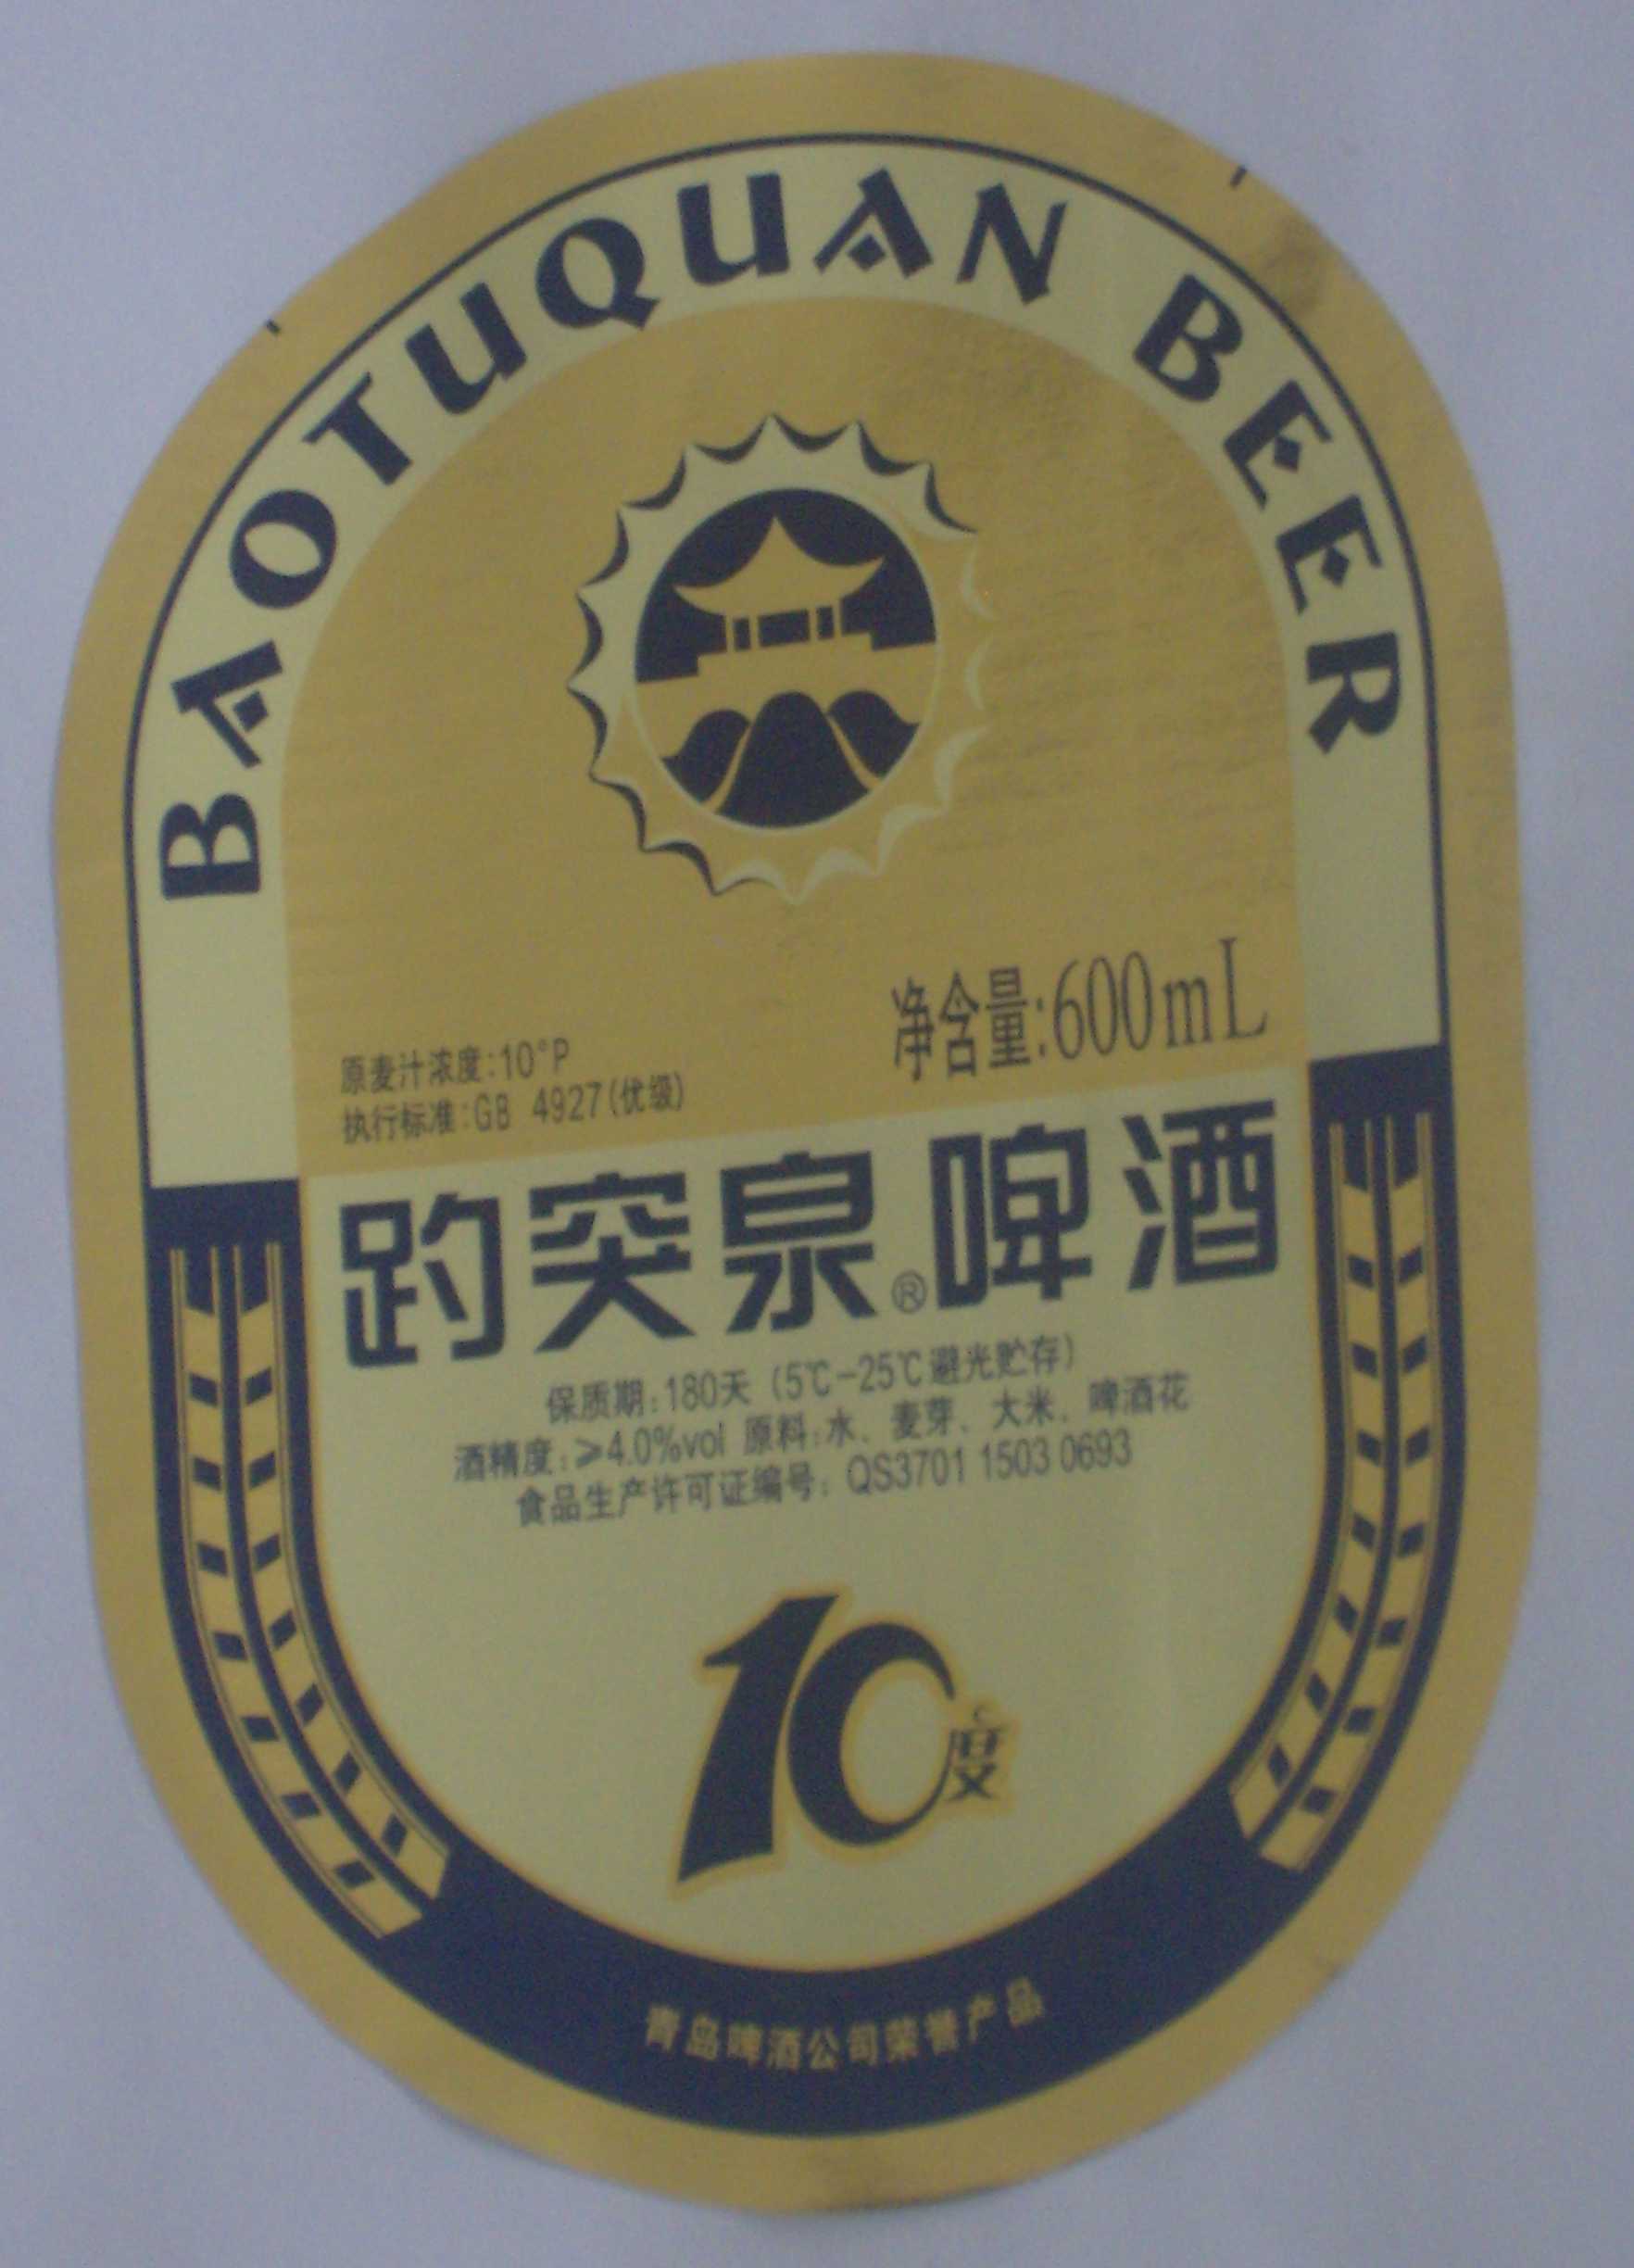 BAOTUQUAN BEER
净含量:600mL
原麦汁浓度:10°P
执行标准:GB 4927(优级)
趵突泉®啤酒
保质期:180天(5℃-25℃避光贮存)
酒精度:≥4.0%vol 原料:水、麦芽、大米、啤酒花
食品生产许可证编号: QS3701 1503 0693
10度
青岛啤酒公司荣誉产品